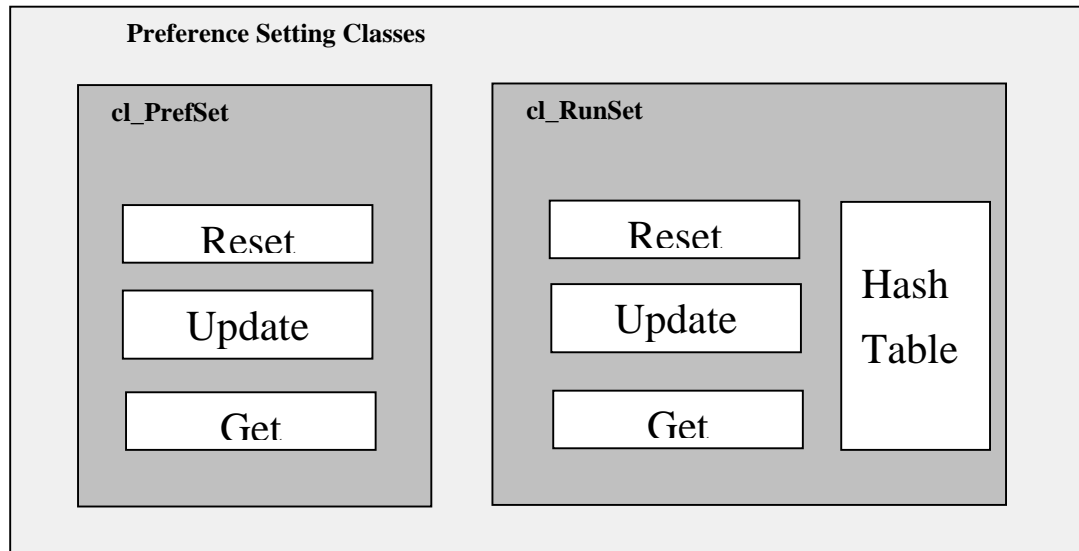 Preference Setting Classes
cl_PrefSet
Reset
Update
Get
cl_RunSet
Reset
Update
Get
Hash
Table